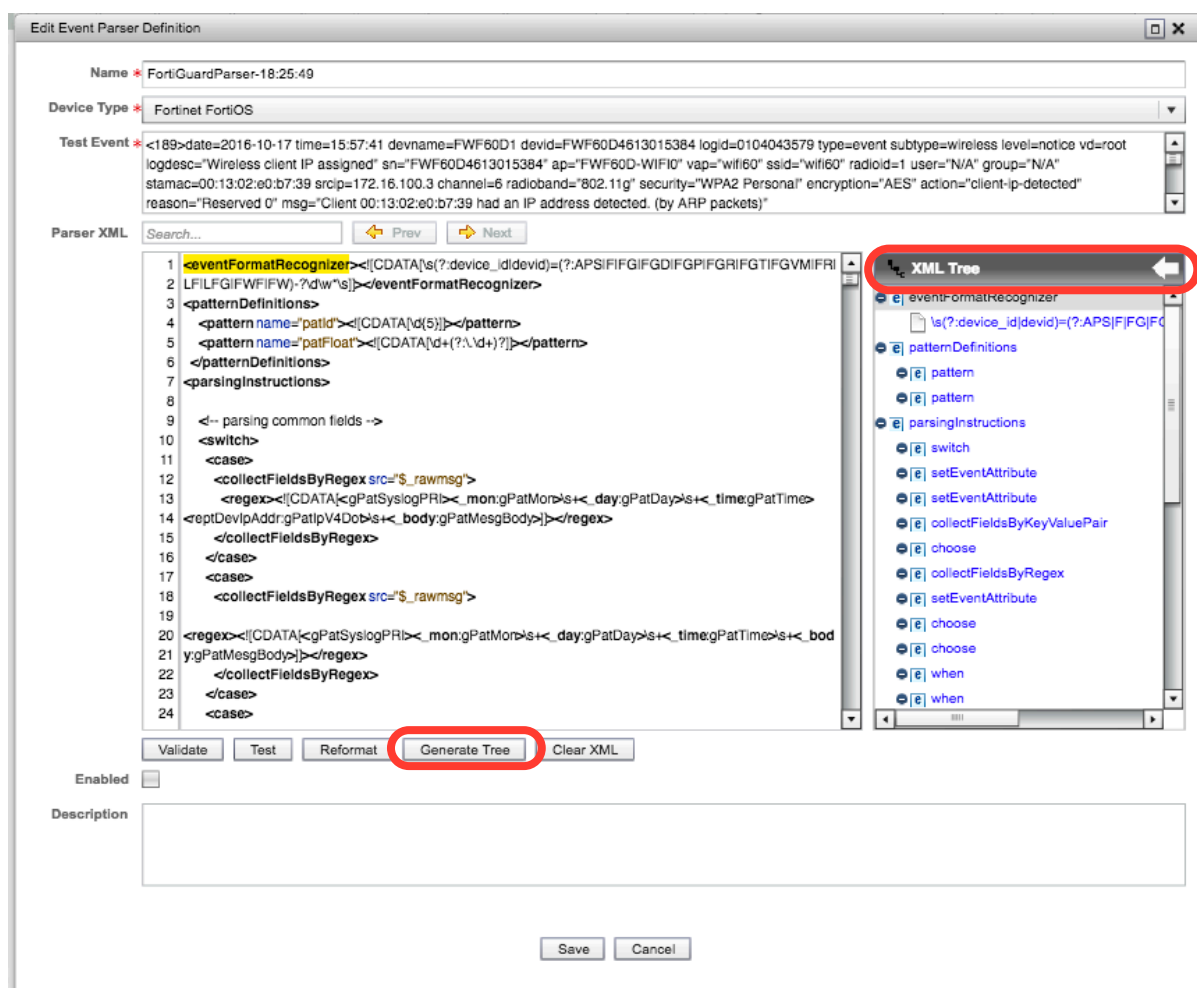 Edit Event Parser Definition
Name * FortiGuardParser-18:25:49
Device Type * Fortinet FortiOS
Test Event * <189>date=2016-10-17 time=15:57:41 devname=FWF60D1 devid=FWF60D4613015384 logid=0104043579 type=event subtype=wireless level=notice vd=root
logdesc="Wireless client IP assigned" sn="FWF60D4613015384" ap="FWF60D-WIFI0" vap="wifi60" ssid="wifi60" radioid=1 user="N/A" group="N/A"
stamac=00:13:02:e0:b7:39 srcip=172.16.100.3 channel=6 radioband="802.11g" security="WPA2 Personal" encryption="AES" action="client-ip-detected"
reason="Reserved 0" msg="Client 00:13:02:e0:b7:39 had an IP address detected. (by ARP packets)"
Parser XML Search... Prev Next
1 <eventFormatRecognizer><![CDATA[\s(?:device_id|devid)=(?:APS|F|FG|FGD|FGP|FGR|FGT|FGVM|FR|
2 LF|LFG|FWF|FW)-?\d\w*\s]]></eventFormatRecognizer>
3 <patternDefinitions>
4 <pattern name="patId"><![CDATA[\d{5}]]></pattern>
5 <pattern name="patFloat"><![CDATA[\d+(?:\.\d+)?]]></pattern>
6 </patternDefinitions>
7 <parsingInstructions>
8
9 <!-- parsing common fields -->
10 <switch>
11 <case>
12 <collectFieldsByRegex src="$_rawmsg">
13 <regex><![CDATA[<gPatSyslogPRI><_mon:gPatMon>\s+<_day:gPatDay>\s+<_time:gPatTime>
14 <reptDevIpAddr:gPatIpV4Dot>\s+<_body:gPatMesgBody>]]></regex>
15 </collectFieldsByRegex>
16 </case>
17 <case>
18 <collectFieldsByRegex src="$_rawmsg">
19
20 <regex><![CDATA[<gPatSyslogPRI><_mon:gPatMon>\s+<_day:gPatDay>\s+<_time:gPatTime>\s+<_bod
21 y:gPatMesgBody>]]></regex>
22 </collectFieldsByRegex>
23 </case>
24 <case>
XML Tree
eventFormatRecognizer
\s(?:device_id|devid)=(?:APS|F|FG|FG
patternDefinitions
pattern
pattern
parsingInstructions
switch
setEventAttribute
setEventAttribute
collectFieldsByKeyValuePair
choose
collectFieldsByRegex
setEventAttribute
choose
choose
when
when
Validate Test Reformat Generate Tree Clear XML
Enabled
Description
Save Cancel